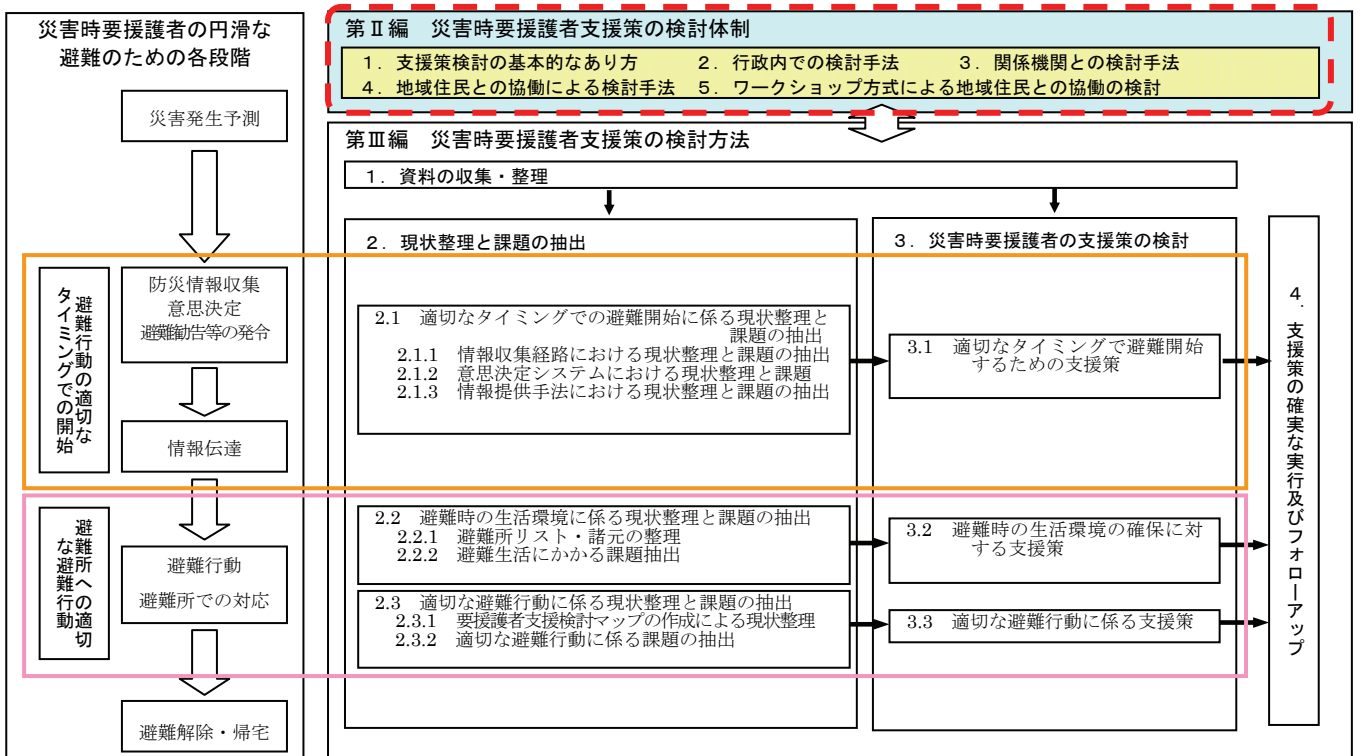 災害時要援護者の円滑な
避難のための各段階
災害発生予測
防災情報収集
意思決定
避難勧告等の発令
情報伝達
避難行動
避難所での対応
避難解除・帰宅
避難行動の適切な
タイミングでの開始
避難所への適切
な避難行動
第Ⅱ編 災害時要援護者支援策の検討体制
1. 支援策検討の基本的なあり方 2. 行政内での検討手法 3. 関係機関との検討手法
4. 地域住民との協働による検討手法 5. ワークショップ方式による地域住民との協働の検討
第Ⅲ編 災害時要援護者支援策の検討方法
1. 資料の収集・整理
2. 現状整理と課題の抽出
2.1 適切なタイミングでの避難開始に係る現状整理と
課題の抽出
2.1.1 情報収集経路における現状整理と課題の抽出
2.1.2 意思決定システムにおける現状整理と課題
2.1.3 情報提供手法における現状整理と課題の抽出
2.2 避難時の生活環境に係る現状整理と課題の抽出
2.2.1 避難所リスト・諸元の整理
2.2.2 避難生活にかかる課題抽出
2.3 適切な避難行動に係る現状整理と課題の抽出
2.3.1 要援護者支援検討マップの作成による現状整理
2.3.2 適切な避難行動に係る課題の抽出
3. 災害時要援護者の支援策の検討
3.1 適切なタイミングで避難開始
するための支援策
3.2 避難時の生活環境の確保に対
する支援策
3.3 適切な避難行動に係る支援策
4. 支援策の確実な実行及びフォローアップ